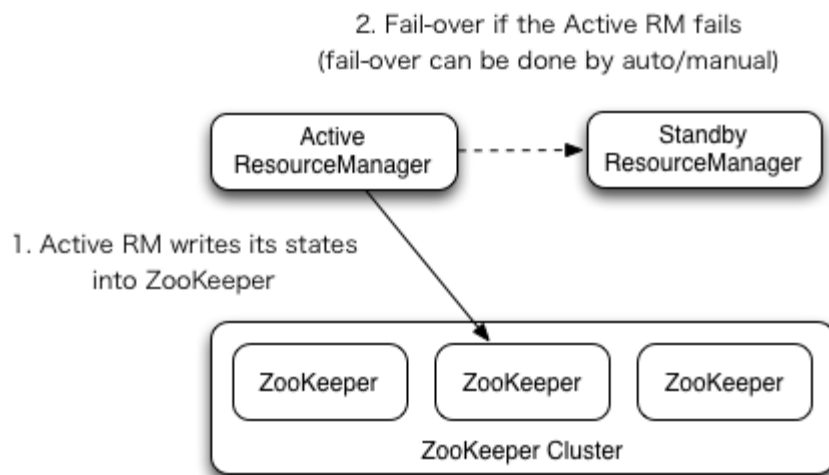 2. Fail-over if the Active RM fails
(fail-over can be done by auto/manual)
Active
ResourceManager
Standby
ResourceManager
1. Active RM writes its states
into ZooKeeper
ZooKeeper
ZooKeeper
ZooKeeper
ZooKeeper Cluster